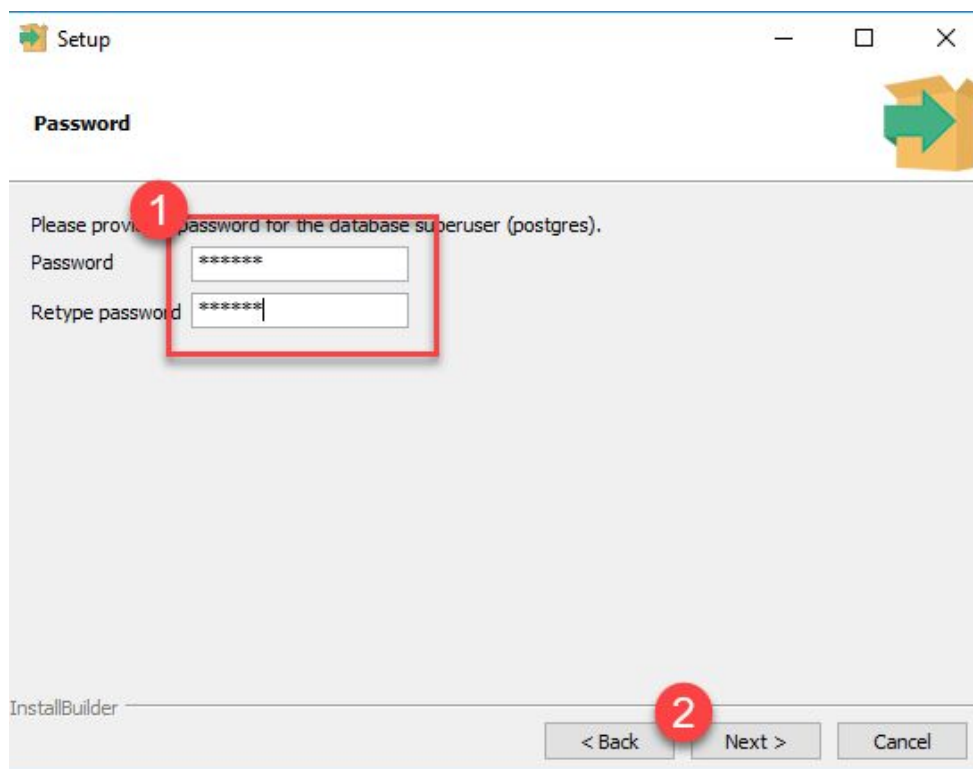 Setup
Password
1
Please provi password for the database superuser (postgres).
Password ******
Retype password ******
InstallBuilder
2
< Back Next > Cancel